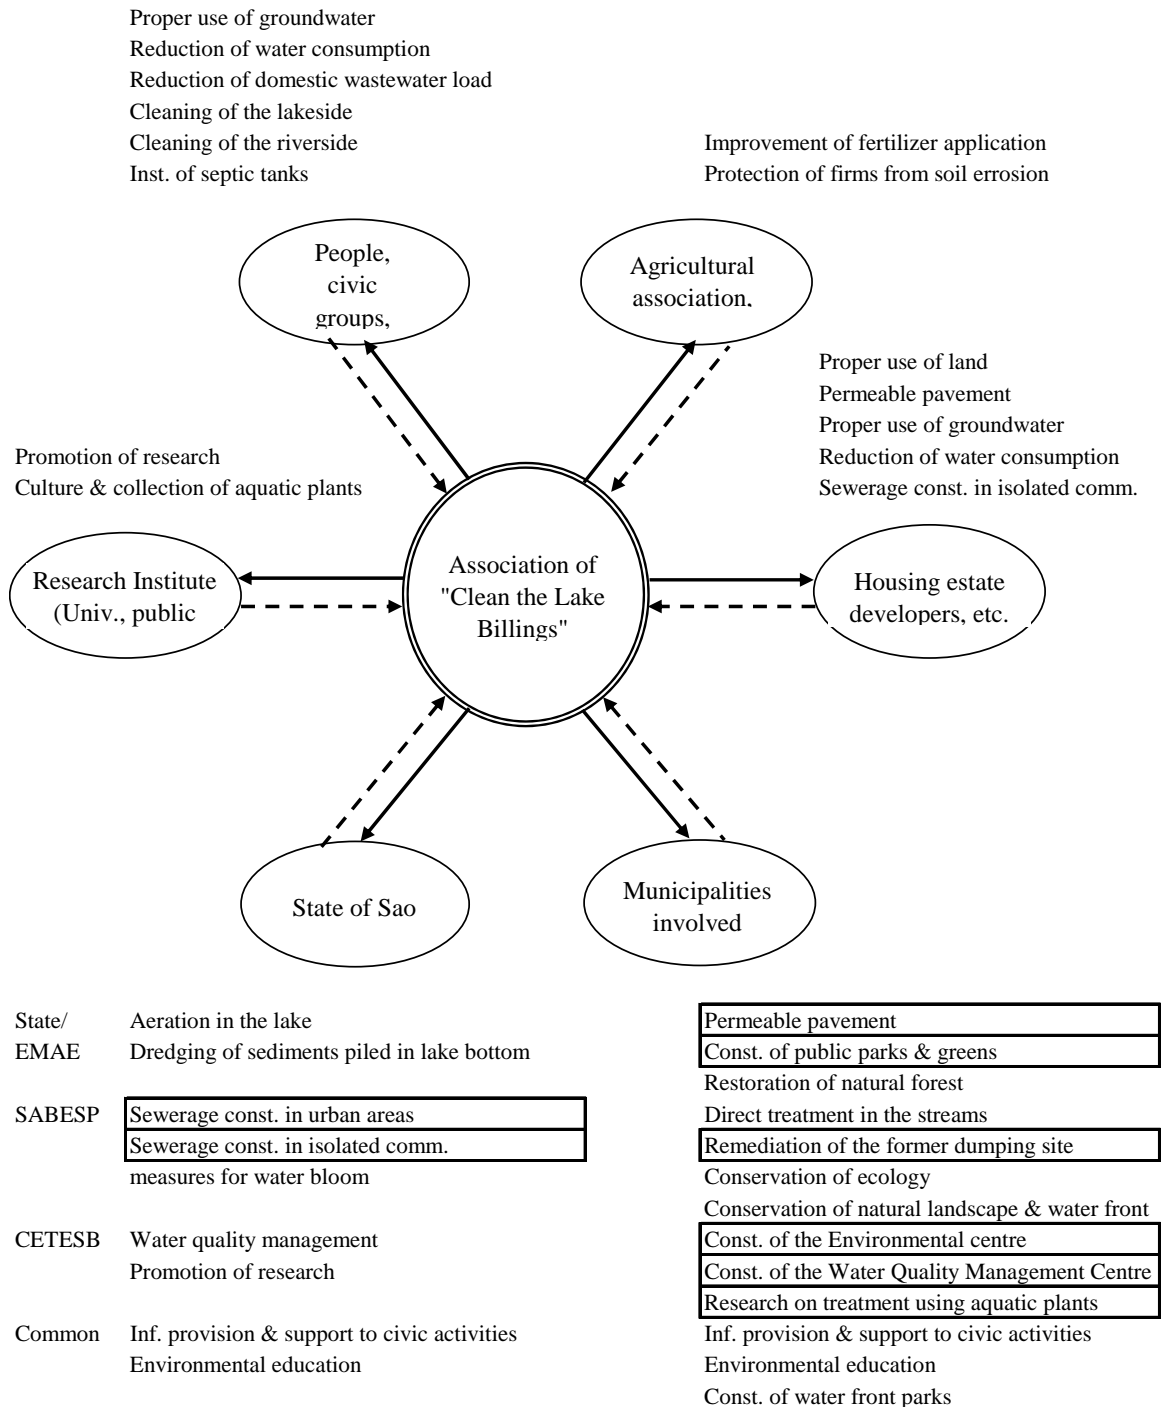 Proper use of groundwater
Reduction of water consumption
Reduction of domestic wastewater load
Cleaning of the lakeside
Cleaning of the riverside
Inst. of septic tanks
Improvement of fertilizer application
Protection of firms from soil errosion
People,
civic
groups,
Agricultural
association,
Proper use of land
Permeable pavement
Proper use of groundwater
Reduction of water consumption
Sewerage const. in isolated comm.
Promotion of research
Culture & collection of aquatic plants
Research Institute
(Univ., public
Association of
"Clean the Lake
Billings"
Housing estate
developers, etc.
State of Sao
Municipalities
involved
State/ Aeration in the lake
EMAE Dredging of sediments piled in lake bottom
SABESP Sewerage const. in urban areas
Sewerage const. in isolated comm.
measures for water bloom
CETESB Water quality management
Promotion of research
Common Inf. provision & support to civic activities
Environmental education
Permeable pavement
Const. of public parks & greens
Restoration of natural forest
Direct treatment in the streams
Remediation of the former dumping site
Conservation of ecology
Conservation of natural landscape & water front
Const. of the Environmental centre
Const. of the Water Quality Management Centre
Research on treatment using aquatic plants
Inf. provision & support to civic activities
Environmental education
Const. of water front parks